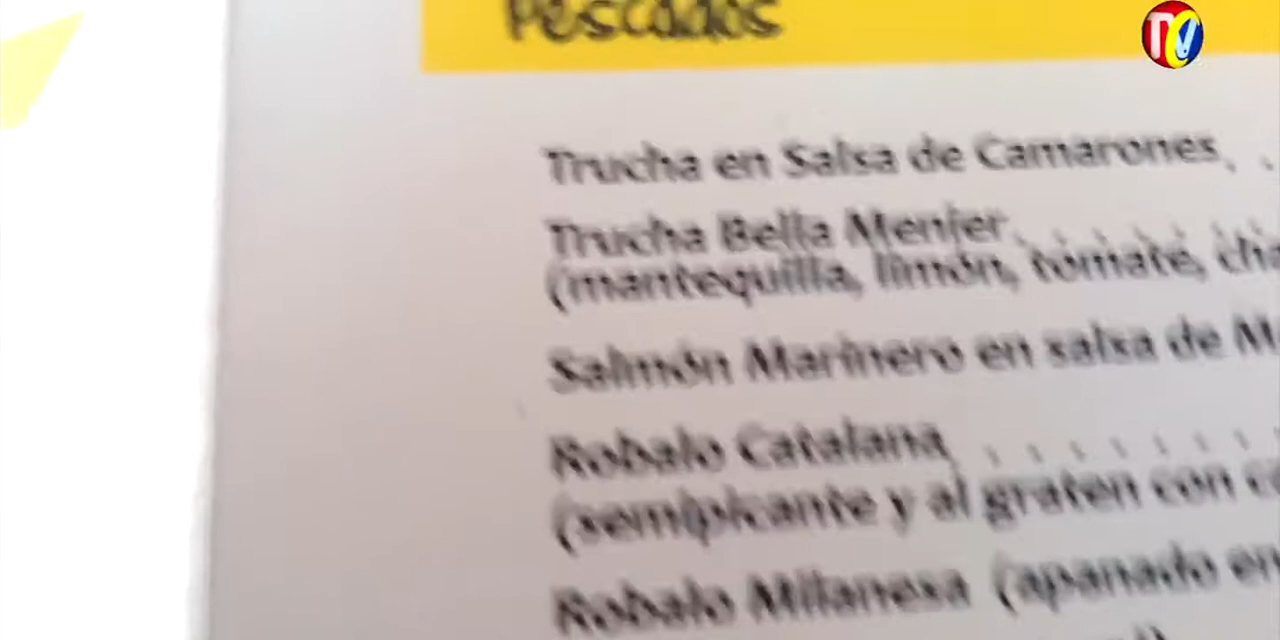 Pescados
TV
Trucha en Salsa de Camarones. .
Trucha Bella Menier. . . . . . .
(mantequilla, limón, tomate,
Salmón Marinero en salsa de
Robalo Catalana. . . . . . . .
(semipicante y al graten con
Robalo Milanesa (apanado en